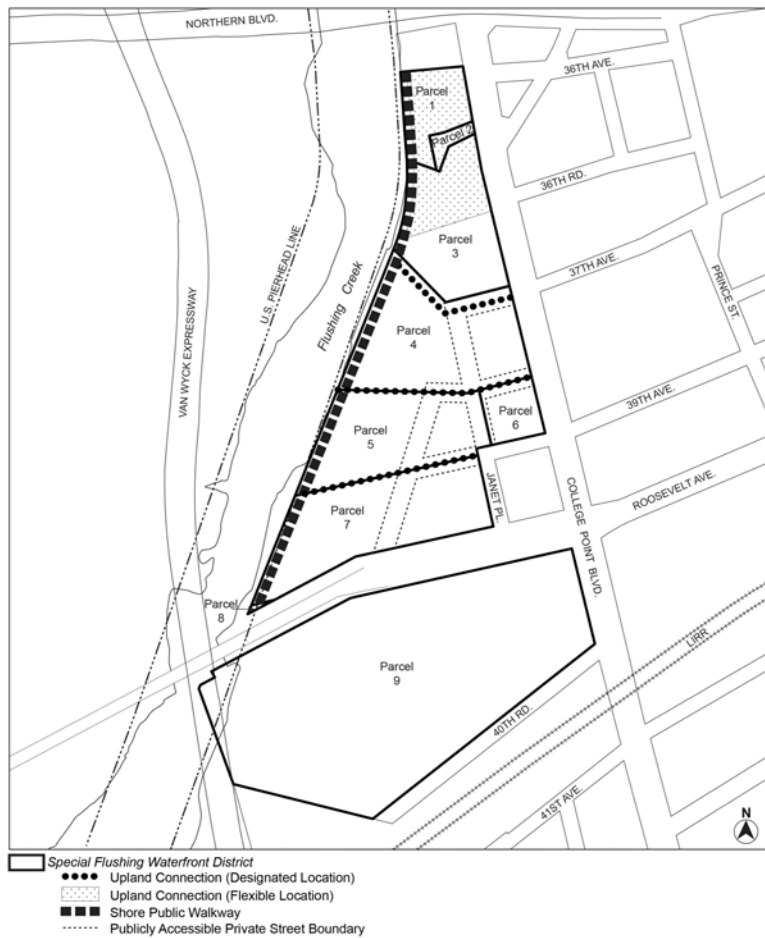 NORTHERN BLVD.
36TH AVE.
Parcel
1
Parcel 2
36TH RD.
U.S. PIERHEAD LINE
Parcel
3
37TH AVE.
PRINCE ST.
Flushing Creek
VAN WYCK EXPRESSWAY
Parcel
4
39TH AVE.
Parcel
6
Parcel
5
JANET PL.
COLLEGE POINT BLVD.
ROOSEVELT AVE.
Parcel
7
Parcel
8
LIRR
Parcel
9
40TH RD.
41ST AVE.
N
Special Flushing Waterfront District
Upland Connection (Designated Location)
Upland Connection (Flexible Location)
Shore Public Walkway
Publicly Accessible Private Street Boundary